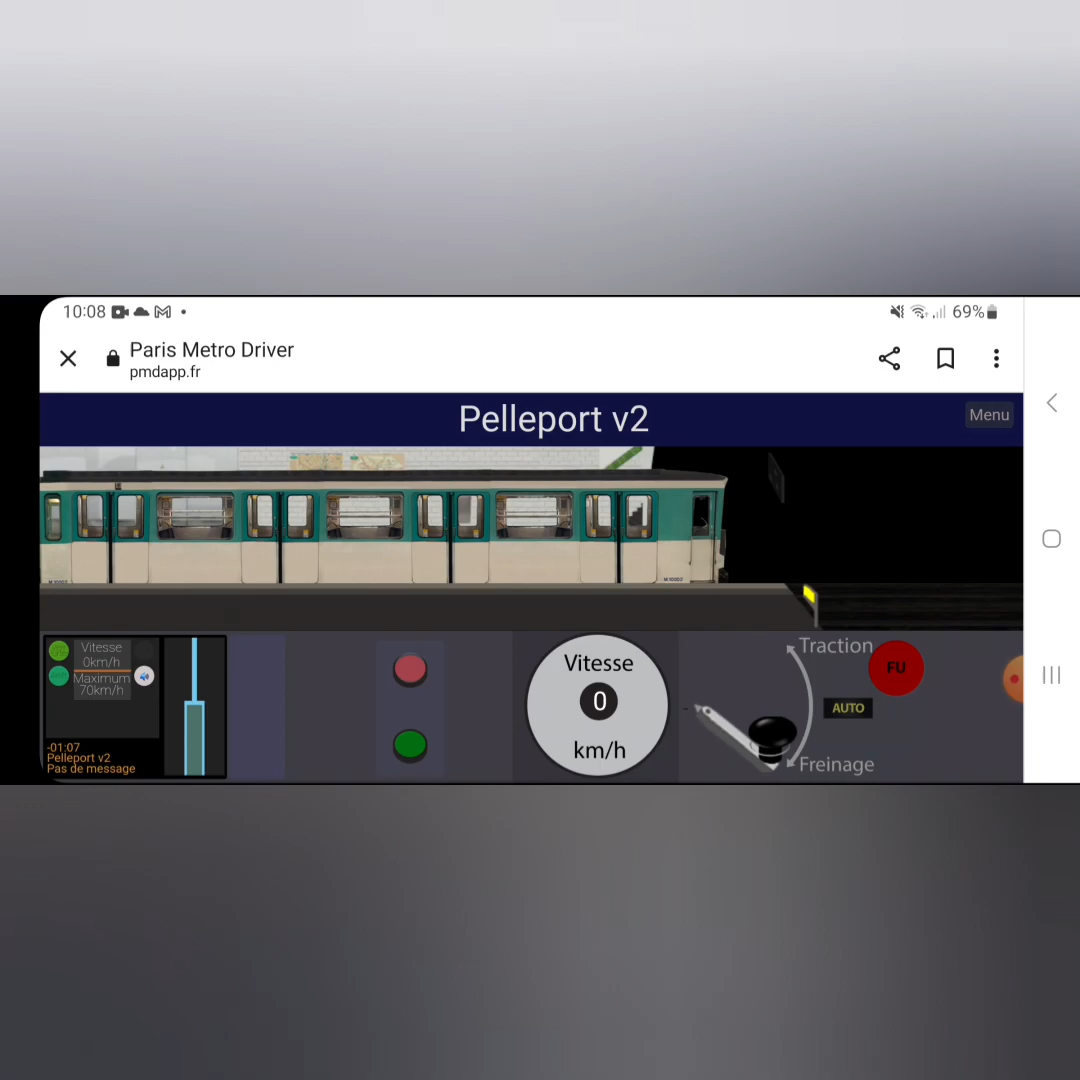 10:08
69%
Paris Metro Driver
pmdapp.fr
Pelleport v2
Menu
Vitesse
0km/h
Maximum
70km/h
-01:07
Pelleport v2
Pas de message
Vitesse
0
km/h
Traction
FU
AUTO
Freinage